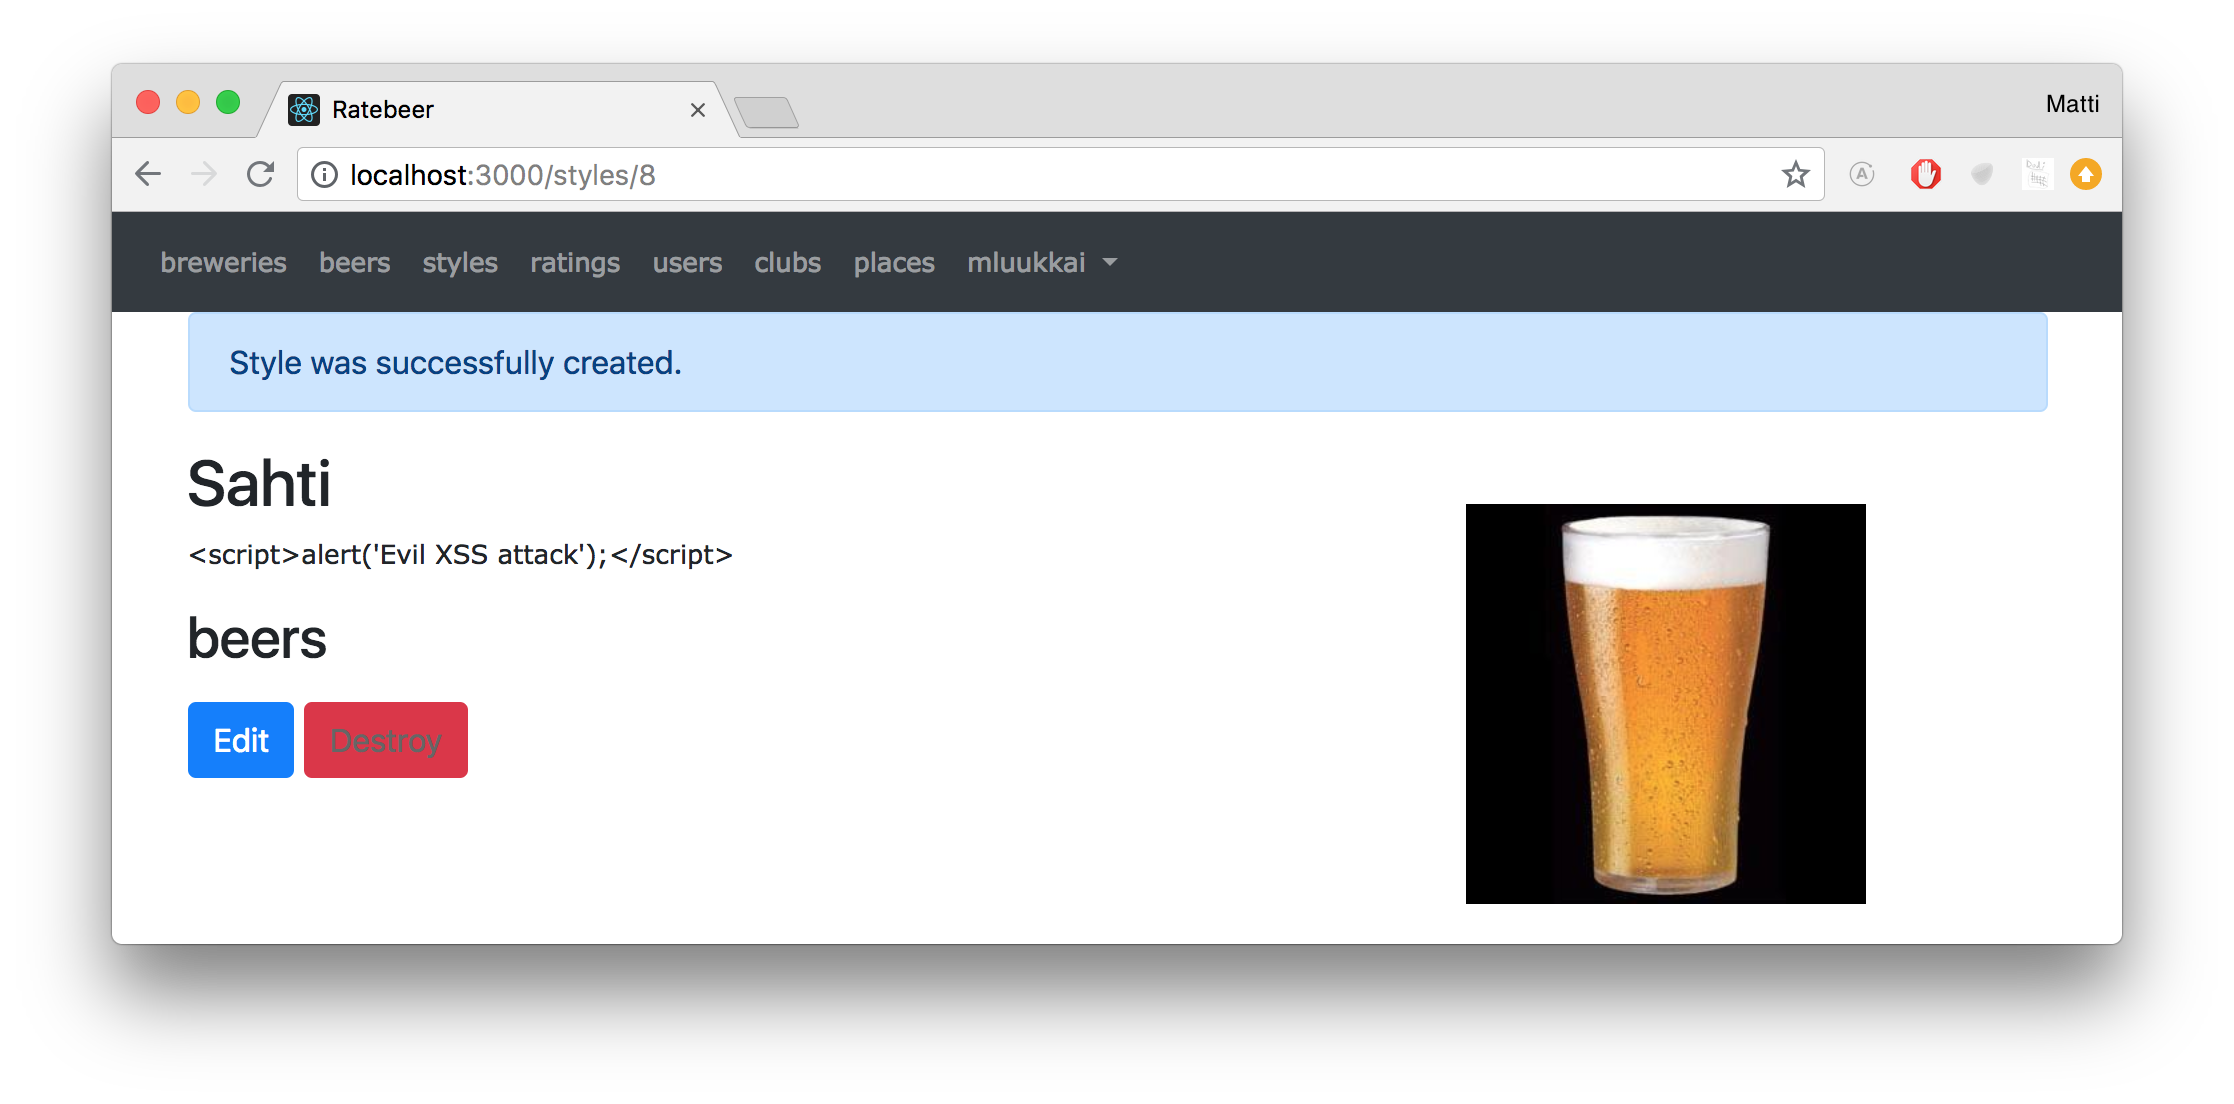 Ratebeer
Matti
localhost:3000/styles/8
breweries beers styles ratings users clubs places mluukkai
Style was successfully created.
Sahti
<script>alert('Evil XSS attack');</script>
beers
Edit Destroy